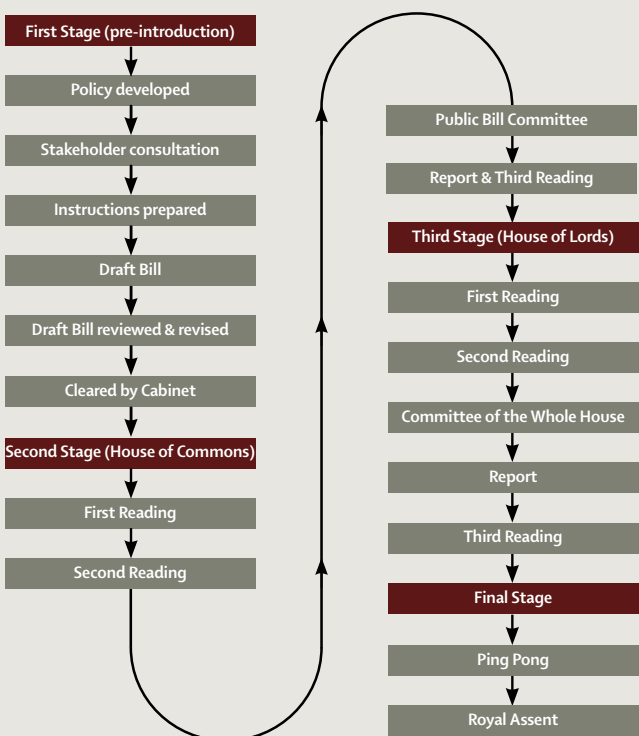 First Stage (pre-introduction)
Policy developed
Stakeholder consultation
Instructions prepared
Draft Bill
Draft Bill reviewed & revised
Cleared by Cabinet
Second Stage (House of Commons)
First Reading
Second Reading
Public Bill Committee
Report & Third Reading
Third Stage (House of Lords)
First Reading
Second Reading
Committee of the Whole House
Report
Third Reading
Final Stage
Ping Pong
Royal Assent